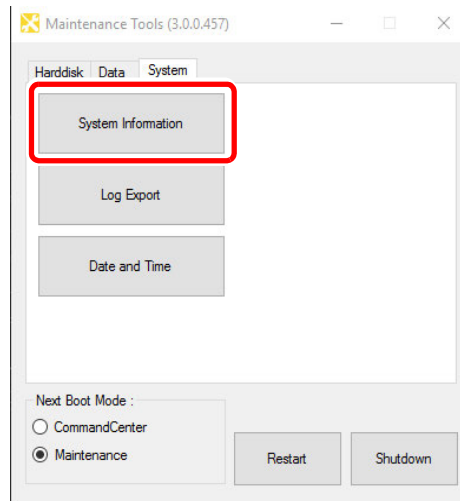 Maintenance Tools (3.0.0.457)
Harddisk Data System
System Information
Log Export
Date and Time
Next Boot Mode :
CommandCenter
Maintenance
Restart Shutdown